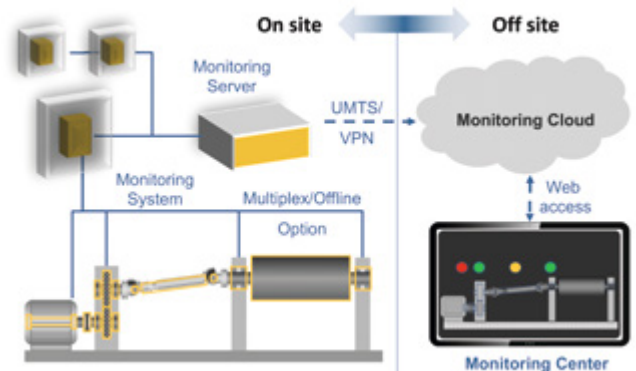 On site
Off site
Monitoring
Server
UMTS/
VPN
Monitoring Cloud
Monitoring
System
Multiplex/Offline
Option
Web
access
Monitoring Center